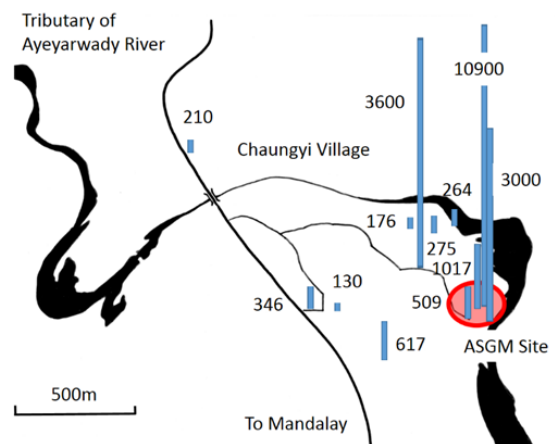 Tributary of
Ayeyarwady River
10900
3600
210
Chaungyi Village
3000
264
176
275
1017
130
346
509
617
ASGM Site
500m
To Mandalay